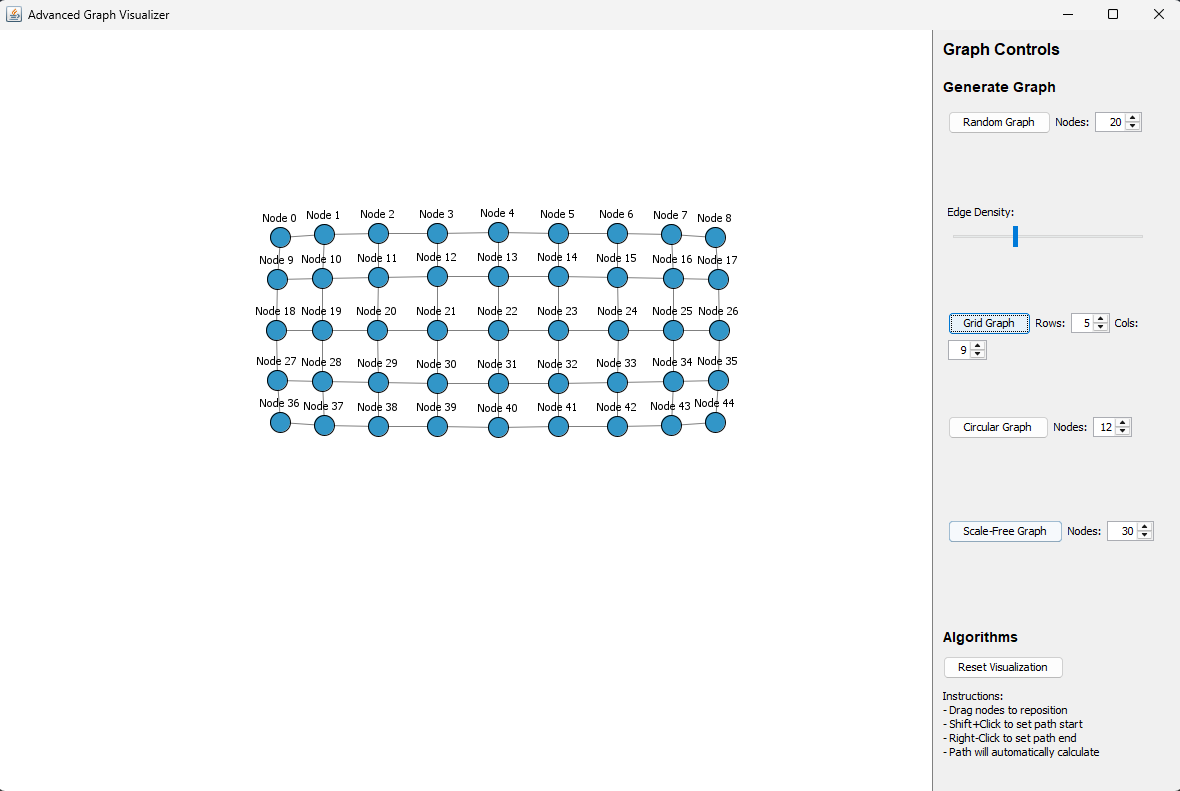 Advanced Graph Visualizer
Graph Controls
Generate Graph
Random Graph Nodes: 20
Edge Density:
Grid Graph Rows: 5 Cols:
9
Circular Graph Nodes: 12
Scale-Free Graph Nodes: 30
Algorithms
Reset Visualization
Instructions:
- Drag nodes to reposition
- Shift+Click to set path start
- Right-Click to set path end
- Path will automatically calculate
Node 0 Node 1 Node 2 Node 3 Node 4 Node 5 Node 6 Node 7 Node 8
Node 9 Node 10 Node 11 Node 12 Node 13 Node 14 Node 15 Node 16 Node 17
Node 18 Node 19 Node 20 Node 21 Node 22 Node 23 Node 24 Node 25 Node 26
Node 27 Node 28 Node 29 Node 30 Node 31 Node 32 Node 33 Node 34 Node 35
Node 36 Node 37 Node 38 Node 39 Node 40 Node 41 Node 42 Node 43 Node 44